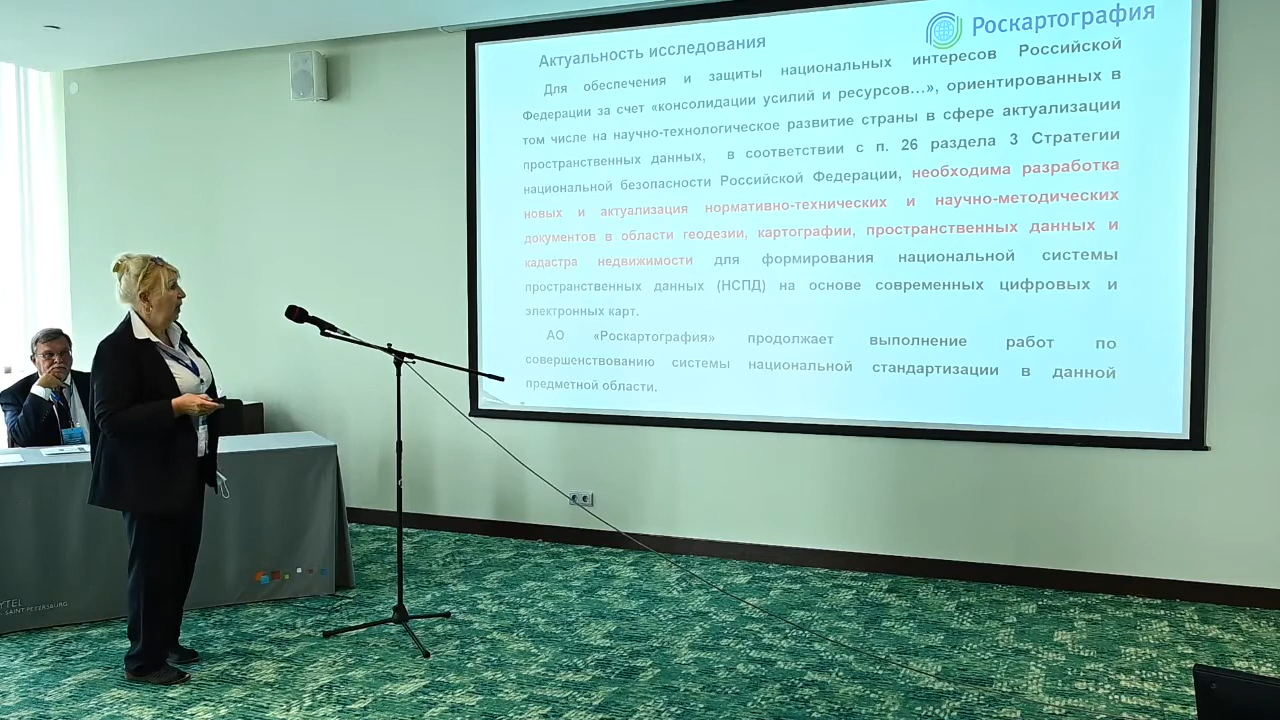 Роскартография
Актуальность исследования
Для обеспечения и защиты национальных интересов Российской
Федерации за счет «консолидации усилий и ресурсов…», ориентированных в
том числе на научно-технологическое развитие страны в сфере актуализации
пространственных данных, в соответствии с п. 26 раздела 3 Стратегии
национальной безопасности Российской Федерации, необходима разработка
новых и актуализация нормативно-технических и научно-методических
документов в области геодезии, картографии, пространственных данных и
кадастра недвижимости для формирования национальной системы
пространственных данных (НСПД) на основе современных цифровых и
электронных карт.
АО «Роскартография» продолжает выполнение работ по
совершенствованию системы национальной стандартизации в данной
предметной области.
SAINT PETERSBURG